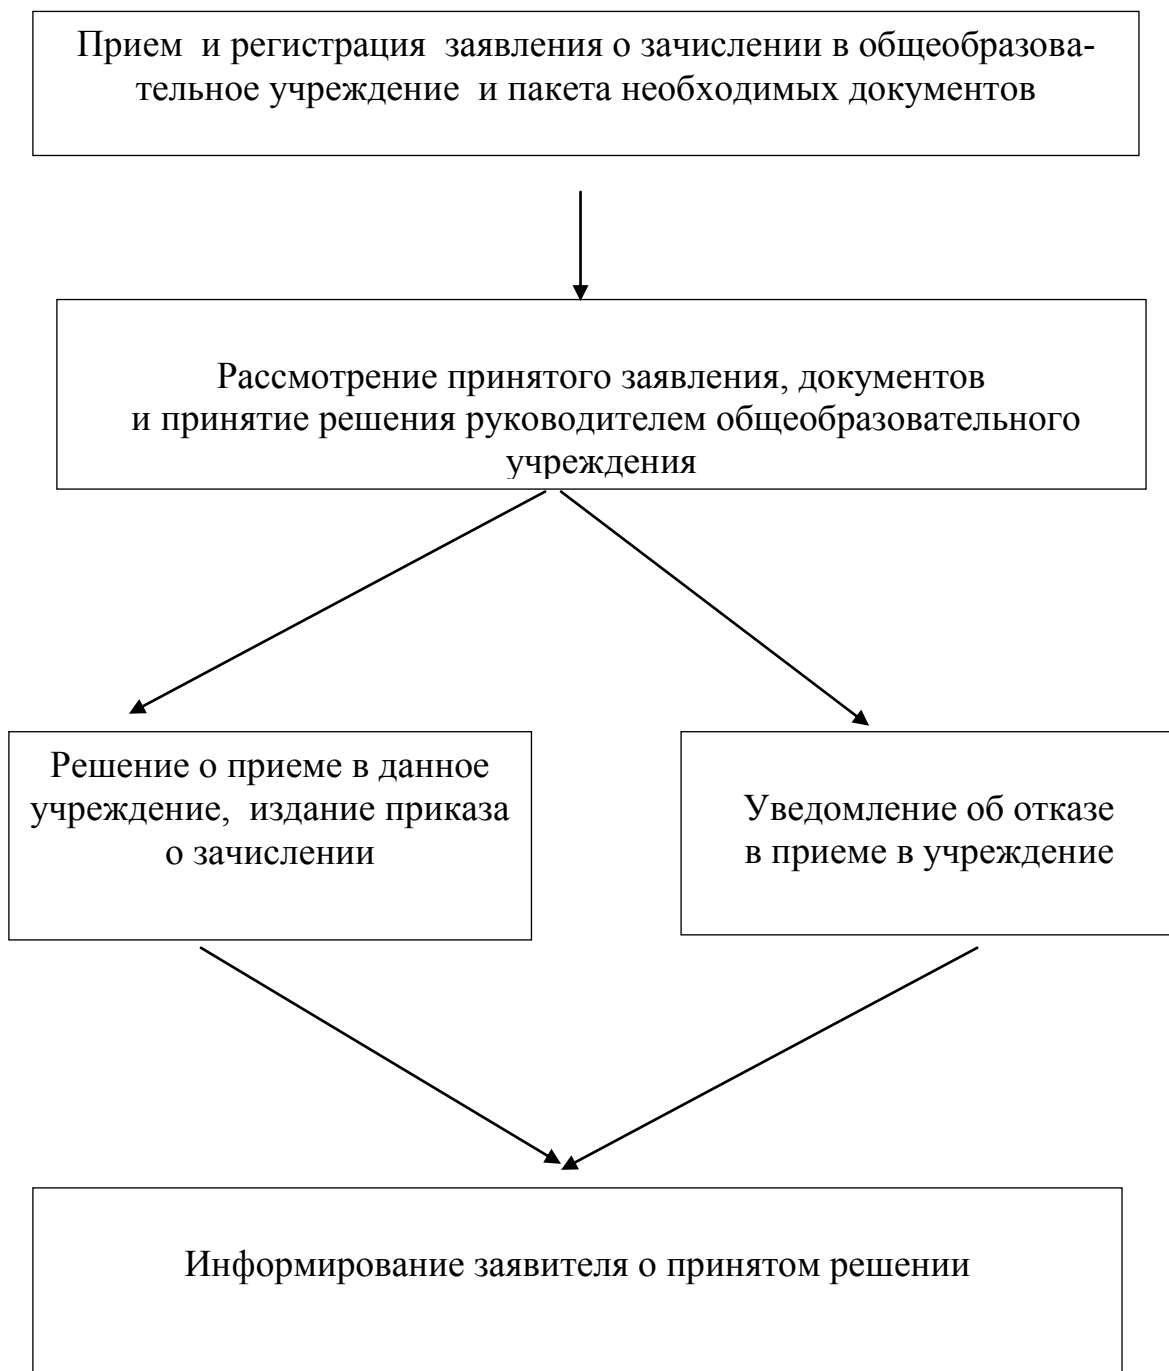 Прием  и регистрация  заявления о зачислении в общеобразова-
тельное учреждение  и пакета необходимых документов
Рассмотрение принятого заявления, документов
и принятие решения руководителем общеобразовательного
учреждения
Решение о приеме в данное
учреждение,  издание приказа
о зачислении
Уведомление об отказе
в приеме в учреждение
Информирование заявителя о принятом решении